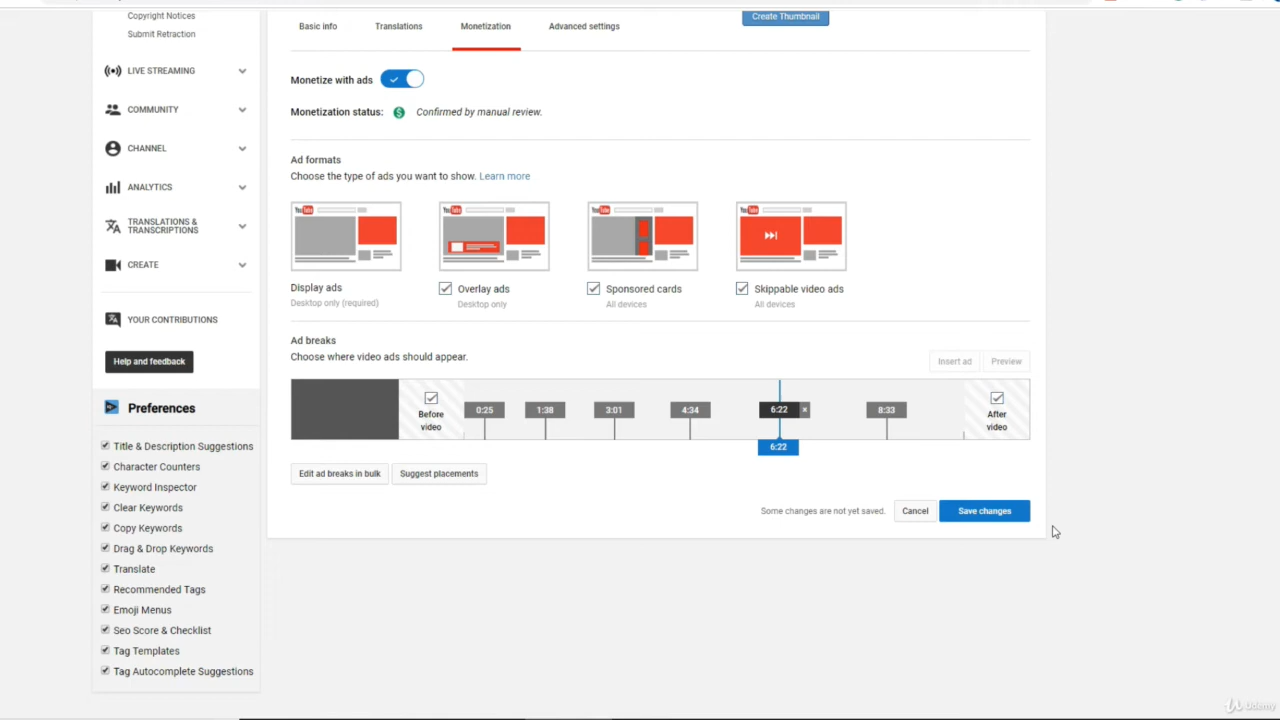 Copyright Notices
Submit Retraction
LIVE STREAMING
COMMUNITY
CHANNEL
ANALYTICS
TRANSLATIONS &
TRANSCRIPTIONS
CREATE
YOUR CONTRIBUTIONS
Help and feedback
Preferences
Title & Description Suggestions
Character Counters
Keyword Inspector
Clear Keywords
Copy Keywords
Drag & Drop Keywords
Translate
Recommended Tags
Emoji Menus
Seo Score & Checklist
Tag Templates
Tag Autocomplete Suggestions
Basic info
Translations
Monetization
Advanced settings
Create Thumbnail
Monetize with ads
Monetization status: $ Confirmed by manual review.
Ad formats
Choose the type of ads you want to show. Learn more
YouTube
YouTube
YouTube
YouTube
Display ads
Desktop only (required)
Overlay ads
Desktop only
Sponsored cards
All devices
Skippable video ads
All devices
Ad breaks
Choose where video ads should appear.
Insert ad
Preview
Before
video
0:25
1:38
3:01
4:34
6:22 ×
8:33
After
video
6:22
Edit ad breaks in bulk
Suggest placements
Some changes are not yet saved.
Cancel
Save changes
Udemy